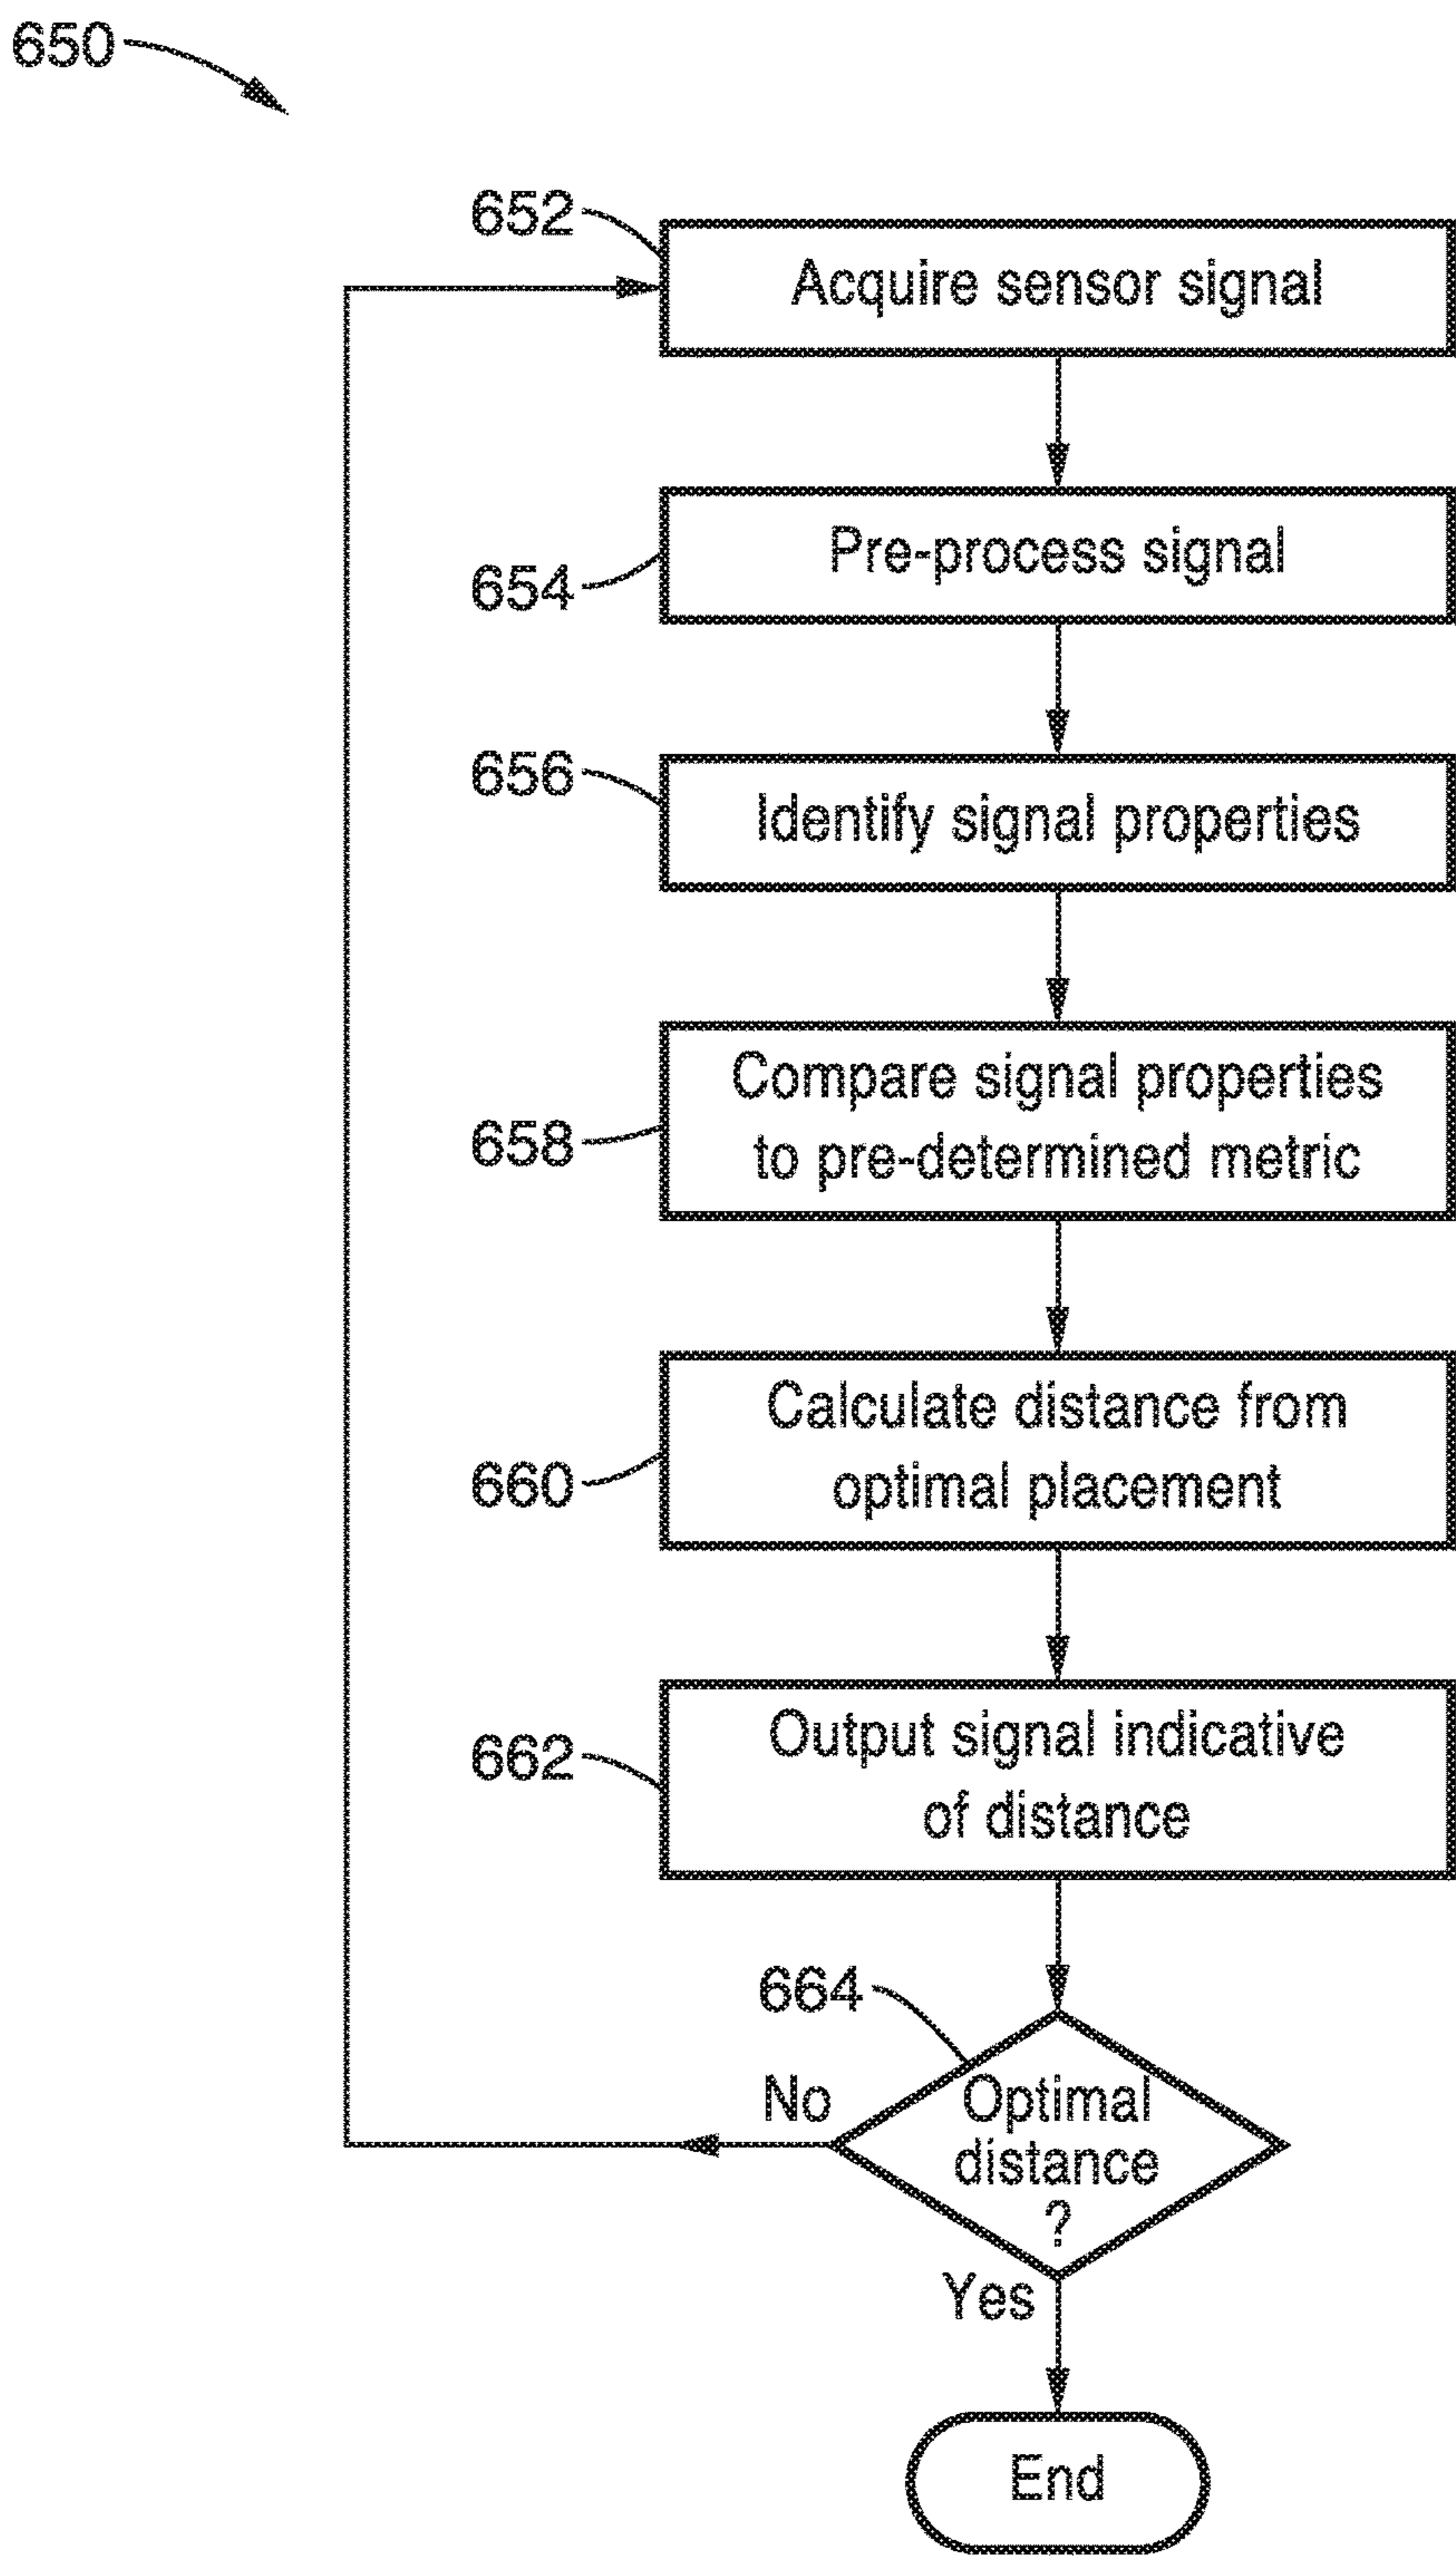 650
652
Acquire sensor signal
Pre-process signal
654
656
Identify signal properties
Compare signal properties
to pre-determined metric
658
Calculate distance from
optimal placement
660
Output signal indicative
of distance
662
664
No
Optimal
distance
?
Yes
End